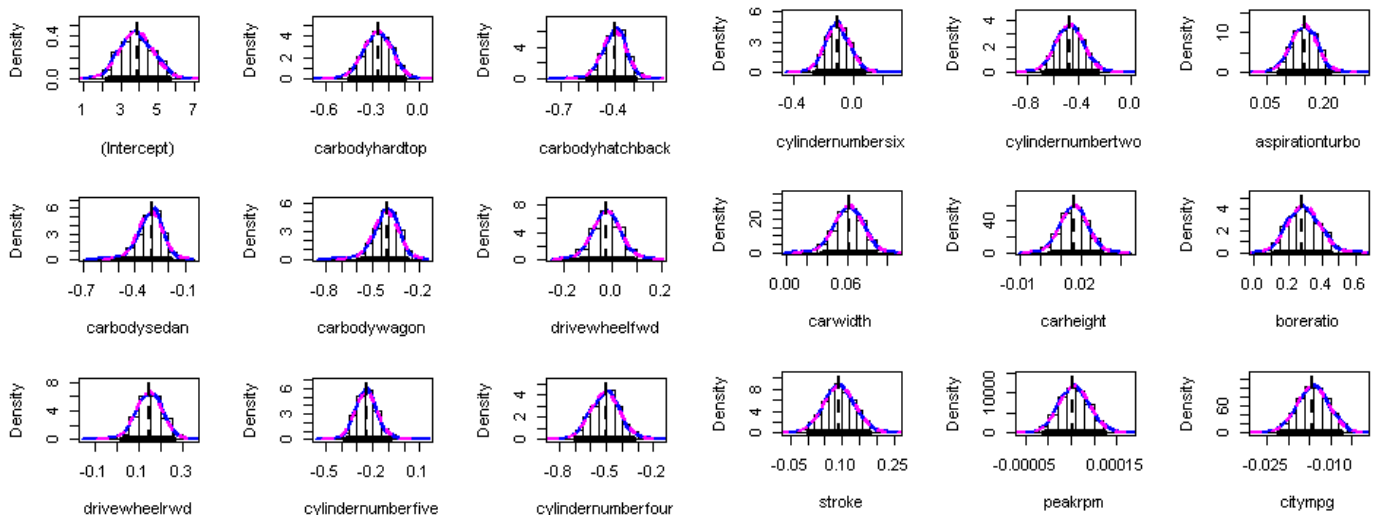 Density
0.0 0.4
1 3 5 7
(Intercept)
Density
0 2 4
-0.6 -0.3 0.0
carbodyhardtop
Density
0 4
-0.7 -0.4
carbodyhatchback
Density
0 3 6
-0.4 0.0
cylindernumbersix
Density
0 2 4
-0.8 -0.4 0.0
cylindernumbertwo
Density
0 10
0.05 0.20
aspirationturbo
Density
0 3 6
-0.7 -0.4 -0.1
carbodysedan
Density
0 3 6
-0.8 -0.5 -0.2
carbodywagon
Density
0 4 8
-0.2 0.0 0.2
drivewheelfwd
Density
0 20
0.00 0.06
carwidth
Density
0 40
-0.01 0.02
carheight
Density
0 2 4
0.0 0.2 0.4 0.6
boreratio
Density
0 4 8
-0.1 0.1 0.3
drivewheelrwd
Density
0 3 6
-0.5 -0.2 0.1
cylindernumberfive
Density
0 2 4
-0.8 -0.5 -0.2
cylindernumberfour
Density
0 4 8
-0.05 0.10 0.25
stroke
Density
0 10000
-0.00005 0.00015
peakrpm
Density
0 60
-0.025 -0.010
citympg